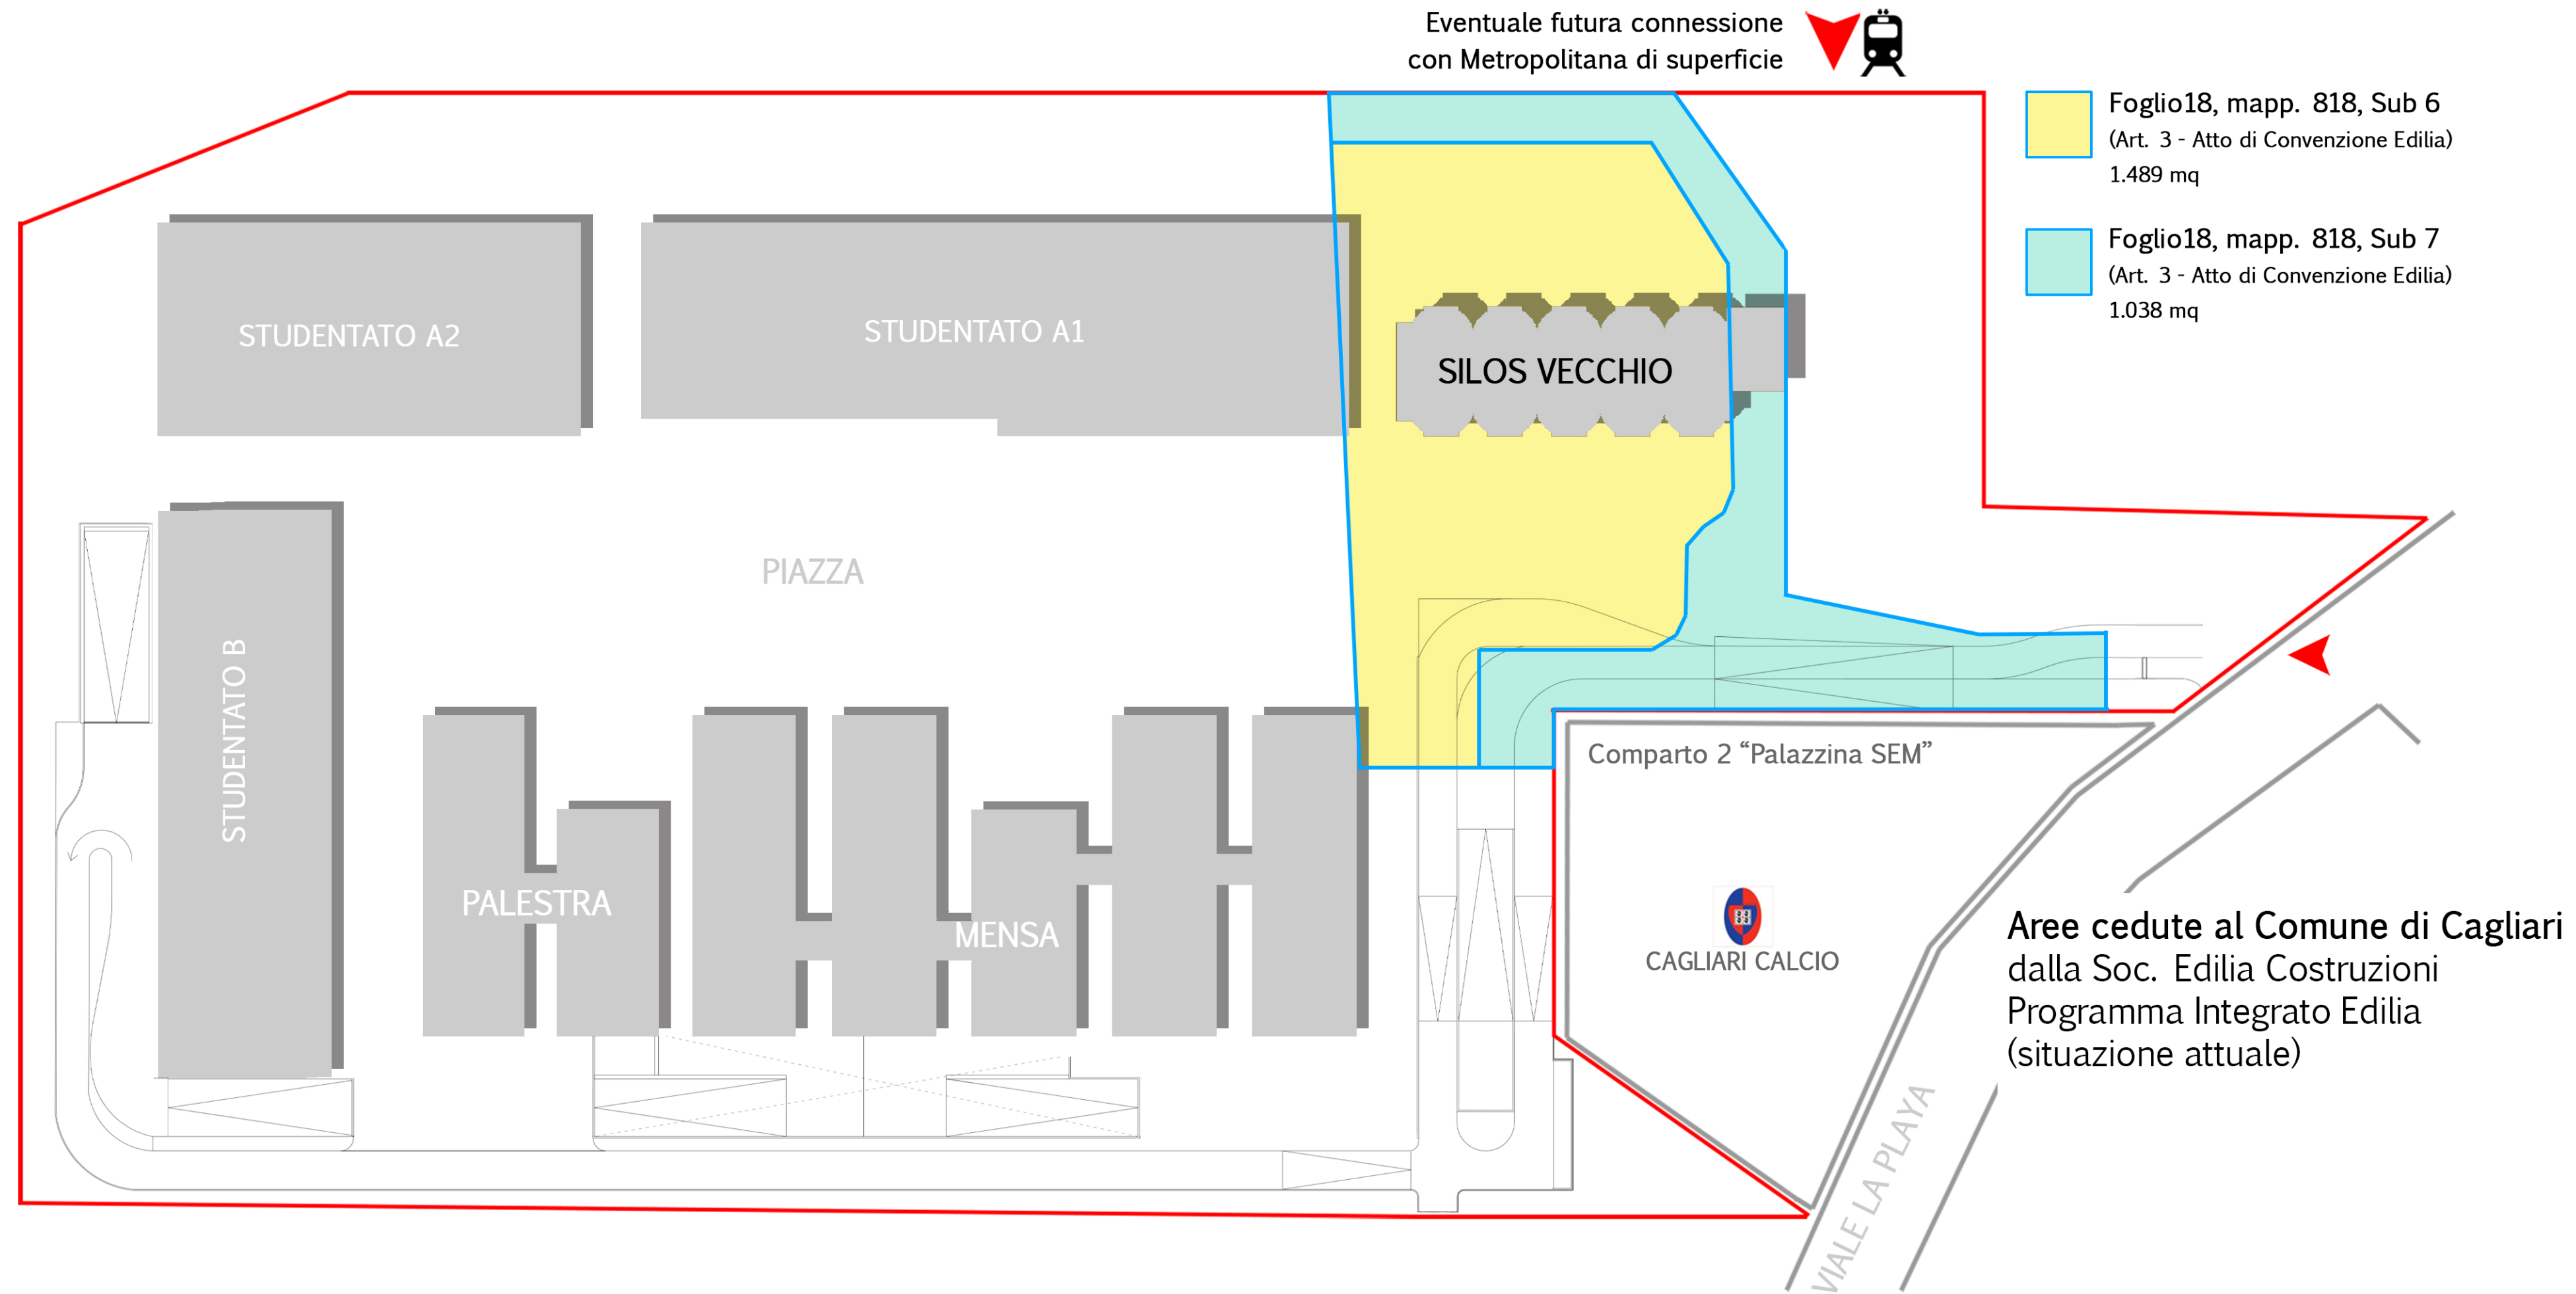 Eventuale futura connessione
con Metropolitana di superficie
Foglio18, mapp. 818, Sub 6
(Art. 3 - Atto di Convenzione Edilia)
1.489 mq
Foglio18, mapp. 818, Sub 7
(Art. 3 - Atto di Convenzione Edilia)
1.038 mq
STUDENTATO A2
STUDENTATO A1
SILOS VECCHIO
PIAZZA
STUDENTATO B
PALESTRA
MENSA
Comparto 2 “Palazzina SEM”
CAGLIARI CALCIO
VIALE LA PLAYA
Aree cedute al Comune di Cagliari
dalla Soc. Edilia Costruzioni
Programma Integrato Edilia
(situazione attuale)